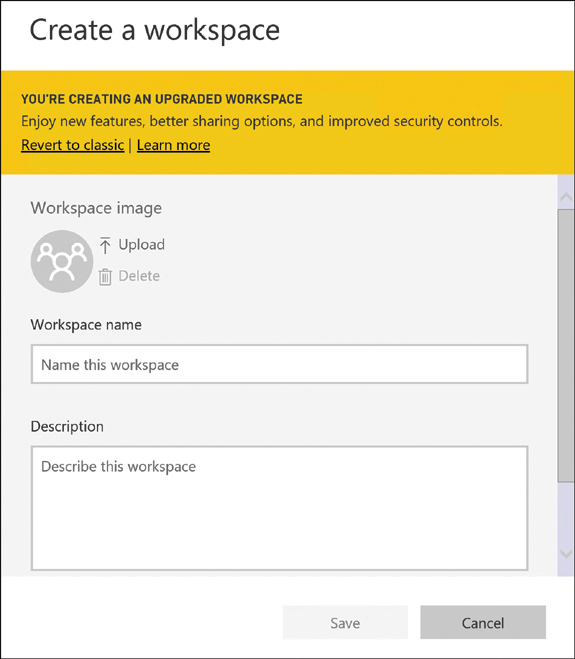 Create a workspace
YOU'RE CREATING AN UPGRADED WORKSPACE
Enjoy new features, better sharing options, and improved security controls.
Revert to classic | Learn more
Workspace image
Upload
Delete
Workspace name
Name this workspace
Description
Describe this workspace
Save Cancel